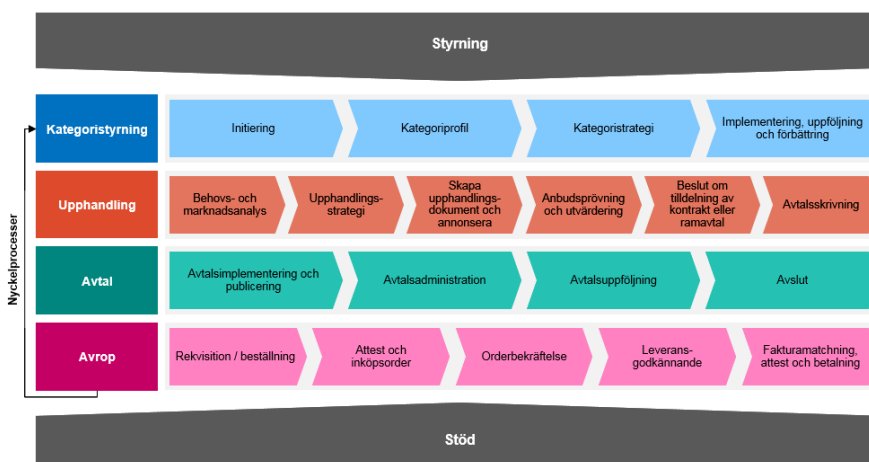 Styrning
Nyckelprocesser
Kategoristyrning
Initiering
Kategoriprofil
Kategoristrategi
Implementering, uppföljning
och förbättring
Upphandling
Behovs- och
marknadsanalys
Upphandlings-
strategi
Skapa
upphandlings-
dokument och
annonsera
Anbudsprövning
och utvärdering
Beslut om
tilldelning av
kontrakt eller
ramavtal
Avtalsskrivning
Avtal
Avtalsimplementering och
publicering
Avtalsadministration
Avtalsuppföljning
Avslut
Avrop
Rekvisition / beställning
Attest och
inköpsorder
Orderbekräftelse
Leverans-
godkännande
Fakturamatchning,
attest och betalning
Stöd